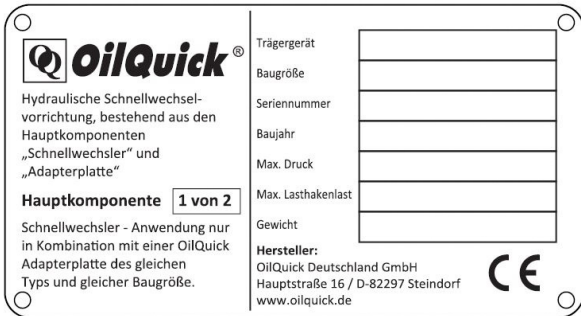 OilQuick®
Hydraulische Schnellwechsel-
vorrichtung, bestehend aus den
Hauptkomponenten
„Schnellwechsler“ und
„Adapterplatte“
Hauptkomponente 1 von 2
Schnellwechsler - Anwendung nur
in Kombination mit einer OilQuick
Adapterplatte des gleichen
Typs und gleicher Baugröße.
Trägergerät
Baugröße
Seriennummer
Baujahr
Max. Druck
Max. Lasthakenlast
Gewicht
Hersteller:
OilQuick Deutschland GmbH
Hauptstraße 16 / D-82297 Steindorf
www.oilquick.de
CE